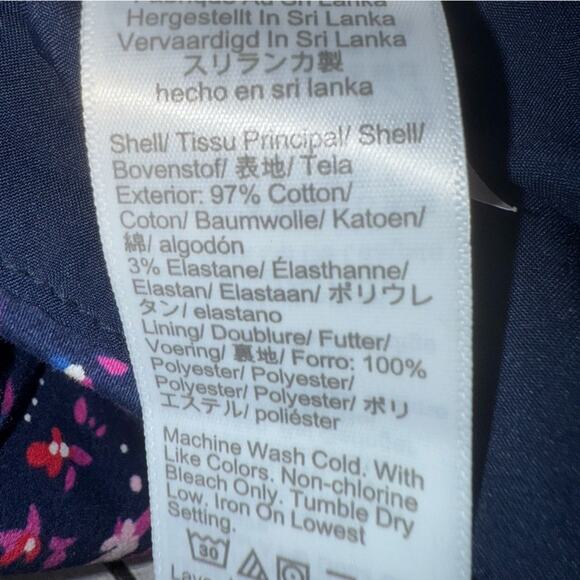 Fabriqué Au Sri Lanka
Hergestellt In Sri Lanka
Vervaardigd In Sri Lanka
スリランカ製
hecho en sri lanka
Shell/ Tissu Principal/ Shell/
Bovenstof/ 表地/ Tela
Exterior: 97% Cotton/
Coton/ Baumwolle/ Katoen/
綿/ algodón
3% Elastane/ Élasthanne/
Elastan/ Elastaan/ ポリウレ
タン/ elastano
Lining/ Doublure/ Futter/
Voering/ 裏地/ Forro: 100%
Polyester/ Polyester/
Polyester/ Polyester/ ポリ
エステル/ poliéster
Machine Wash Cold. With
Like Colors. Non-chlorine
Bleach Only. Tumble Dry
Low. Iron On Lowest
Setting.
30